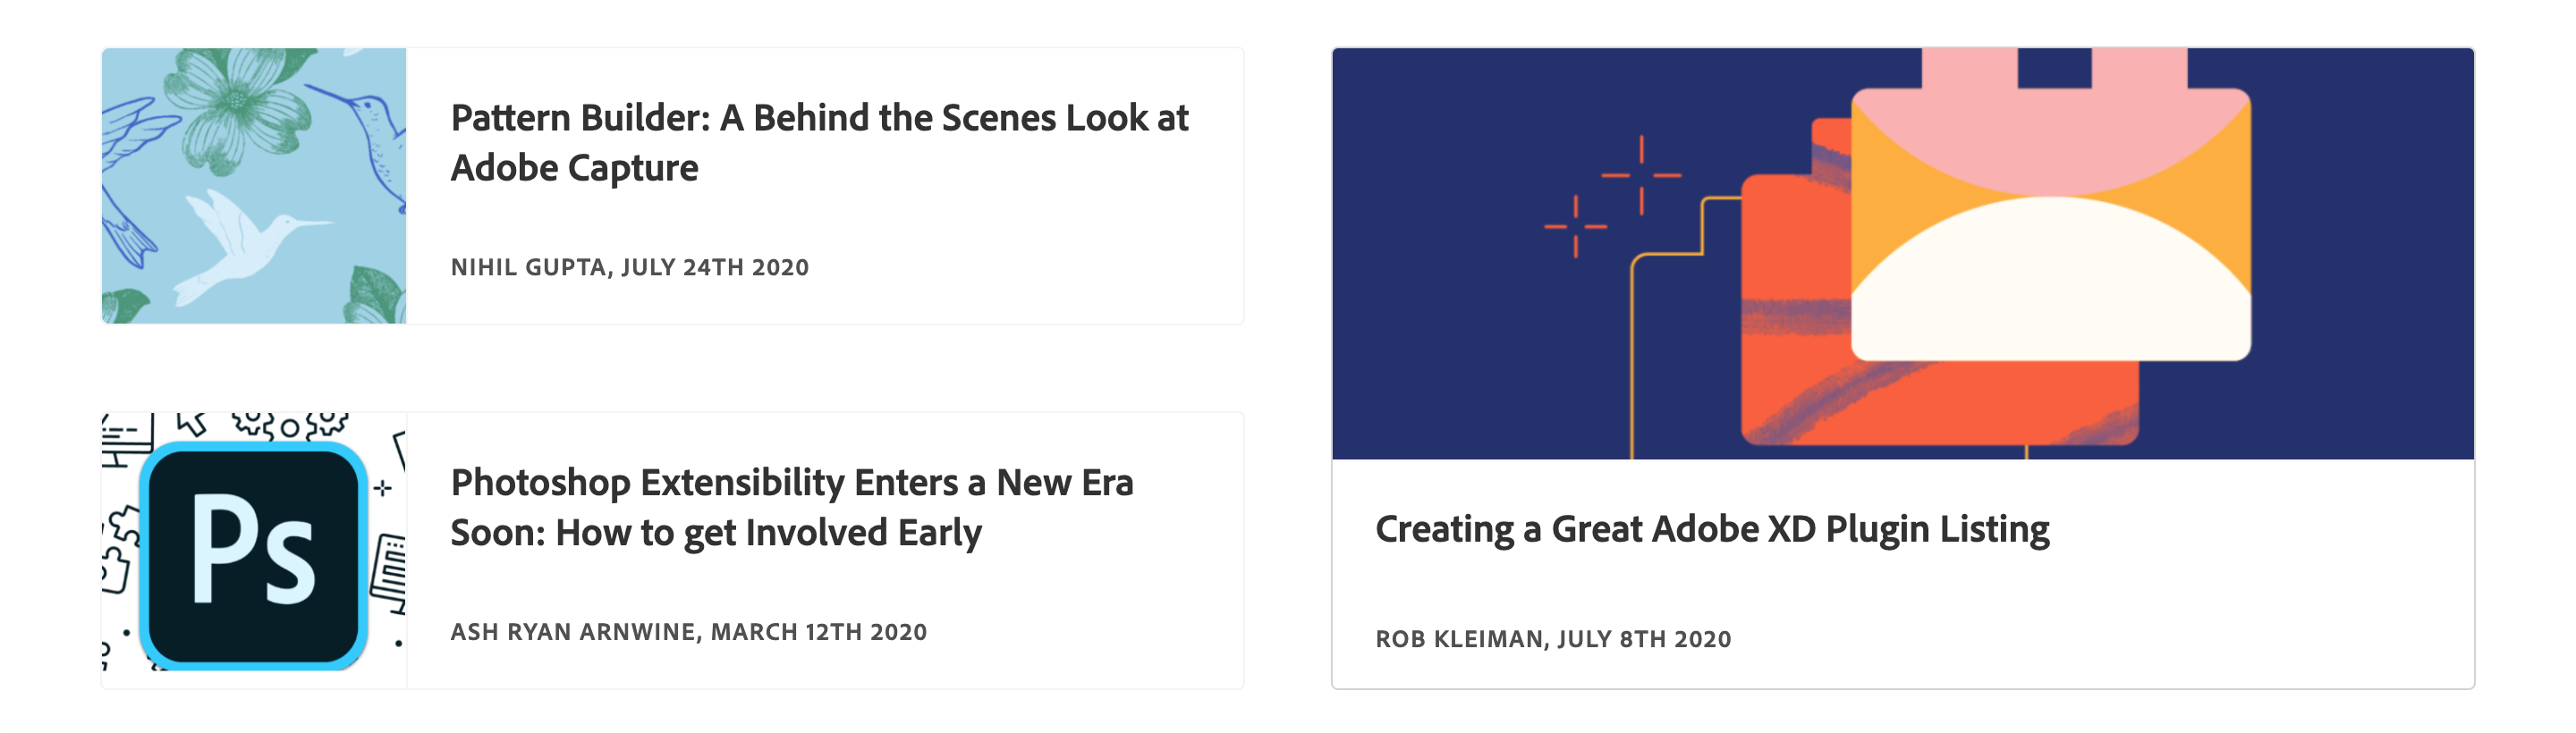 Pattern Builder: A Behind the Scenes Look at
Adobe Capture
NIHIL GUPTA, JULY 24TH 2020
Ps
Photoshop Extensibility Enters a New Era
Soon: How to get Involved Early
ASH RYAN ARNWINE, MARCH 12TH 2020
Creating a Great Adobe XD Plugin Listing
ROB KLEIMAN, JULY 8TH 2020